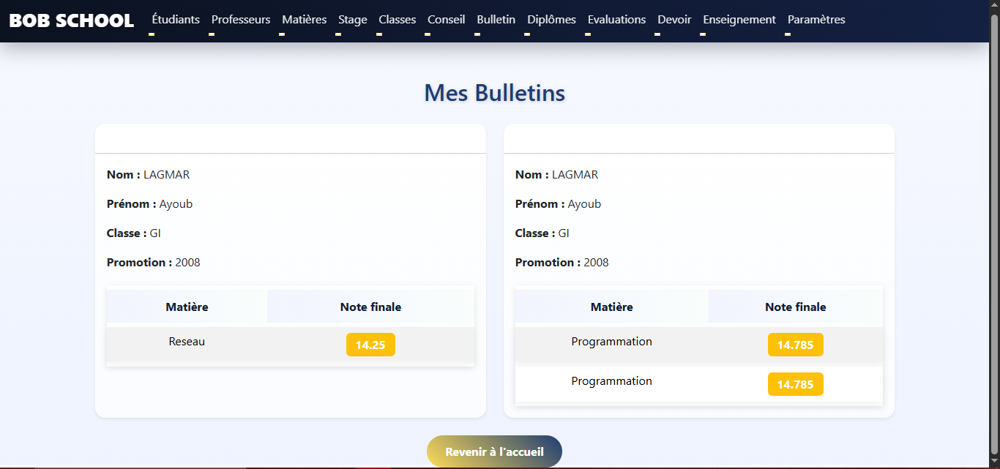 BOB SCHOOL Étudiants Professeurs Matières Stage Classes Conseil Bulletin Diplômes Evaluations Devoir Enseignement Paramètres
Mes Bulletins
Nom : LAGMAR
Prénom : Ayoub
Classe : GI
Promotion : 2008
Matière Note finale
Reseau 14.25
Nom : LAGMAR
Prénom : Ayoub
Classe : GI
Promotion : 2008
Matière Note finale
Programmation 14.785
Programmation 14.785
Revenir à l'accueil